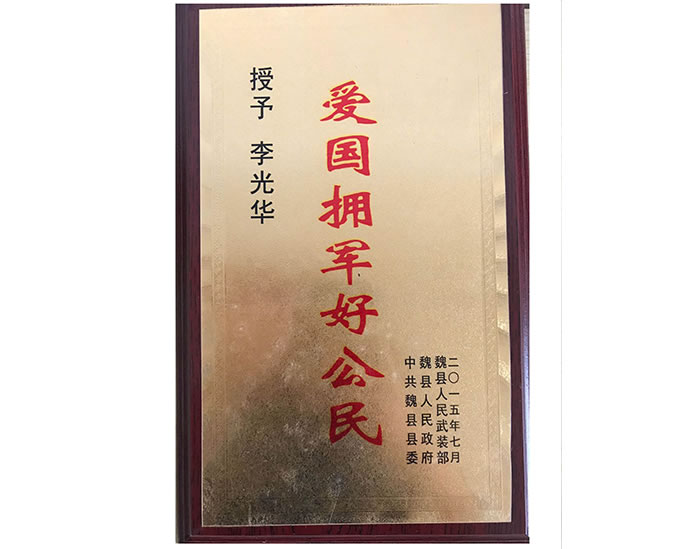 授予 李光华
爱国拥军好公民
中共魏县县委
魏县人民政府
魏县人民武装部
二〇一五年七月